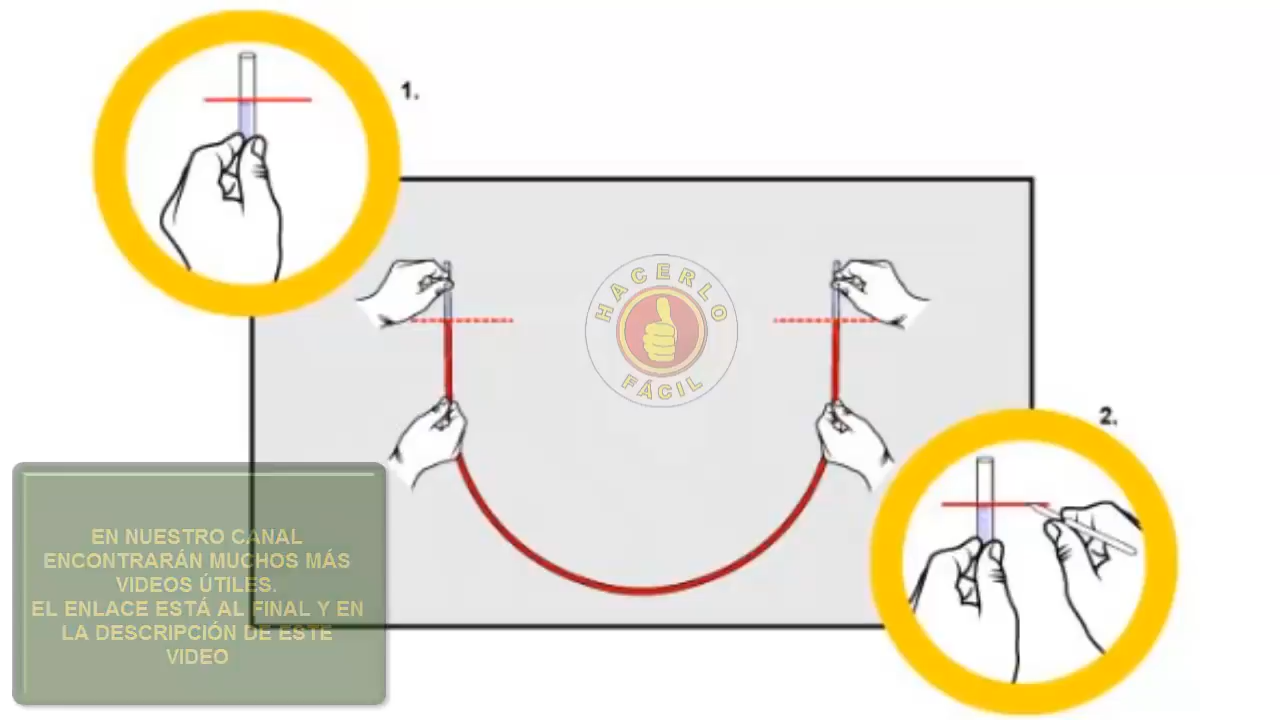 1.
HACERLO
FÁCIL
2.
EN NUESTRO CANAL
ENCONTRARÁN MUCHOS MÁS
VIDEOS ÚTILES.
EL ENLACE ESTÁ AL FINAL Y EN
LA DESCRIPCIÓN DE ESTE
VIDEO